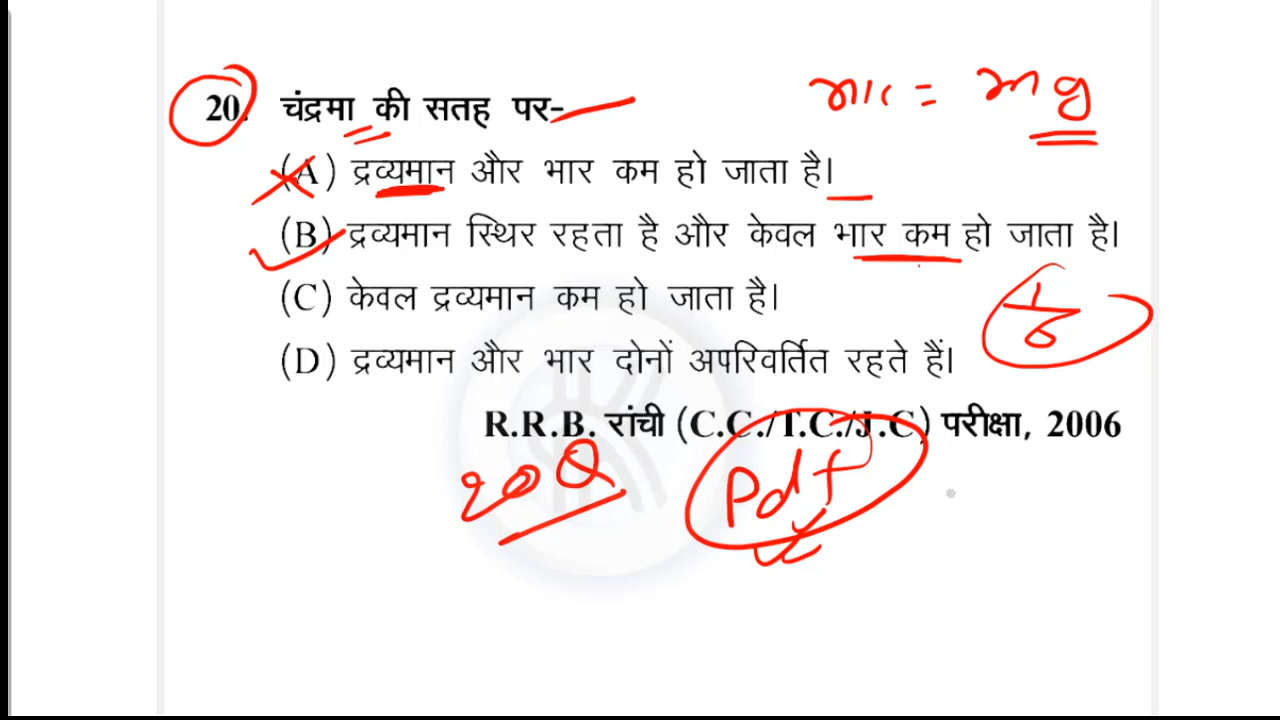 20. चंद्रमा की सतह पर-
भार = mg
(A) द्रव्यमान और भार कम हो जाता है।
(B) द्रव्यमान स्थिर रहता है और केवल भार कम हो जाता है।
(C) केवल द्रव्यमान कम हो जाता है।
1/6
(D) द्रव्यमान और भार दोनों अपरिवर्तित रहते हैं।
R.R.B. रांची (C.C./T.C./J.C) परीक्षा, 2006
20 Q
Pdf